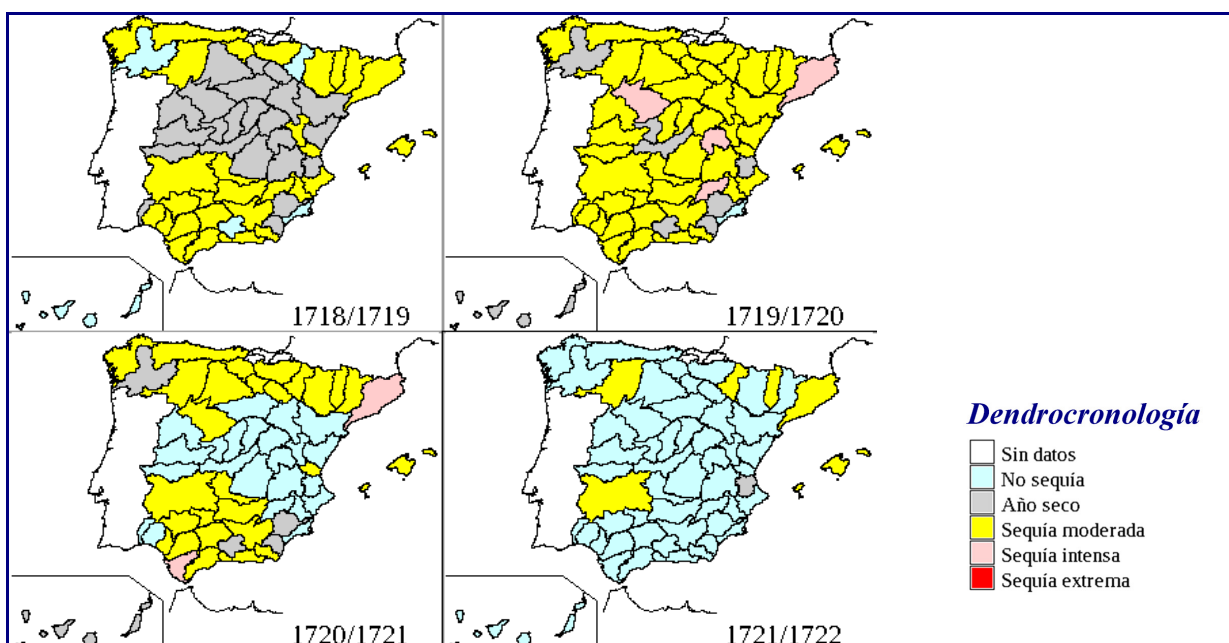 1718/1719
1719/1720
1720/1721
1721/1722
Dendrocronología
Sin datos
No sequía
Año seco
Sequía moderada
Sequía intensa
Sequía extrema